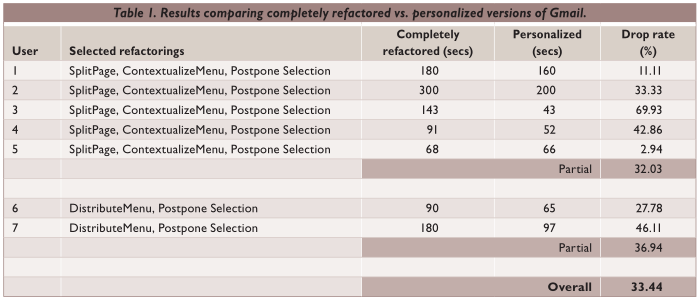 Table 1. Results comparing completely refactored vs. personalized versions of Gmail.
User Selected refactorings Completely refactored (secs) Personalized (secs) Drop rate (%)
1 SplitPage, ContextualizeMenu, Postpone Selection 180 160 11.11
2 SplitPage, ContextualizeMenu, Postpone Selection 300 200 33.33
3 SplitPage, ContextualizeMenu, Postpone Selection 143 43 69.93
4 SplitPage, ContextualizeMenu, Postpone Selection 91 52 42.86
5 SplitPage, ContextualizeMenu, Postpone Selection 68 66 2.94
Partial 32.03
6 DistributeMenu, Postpone Selection 90 65 27.78
7 DistributeMenu, Postpone Selection 180 97 46.11
Partial 36.94
Overall 33.44